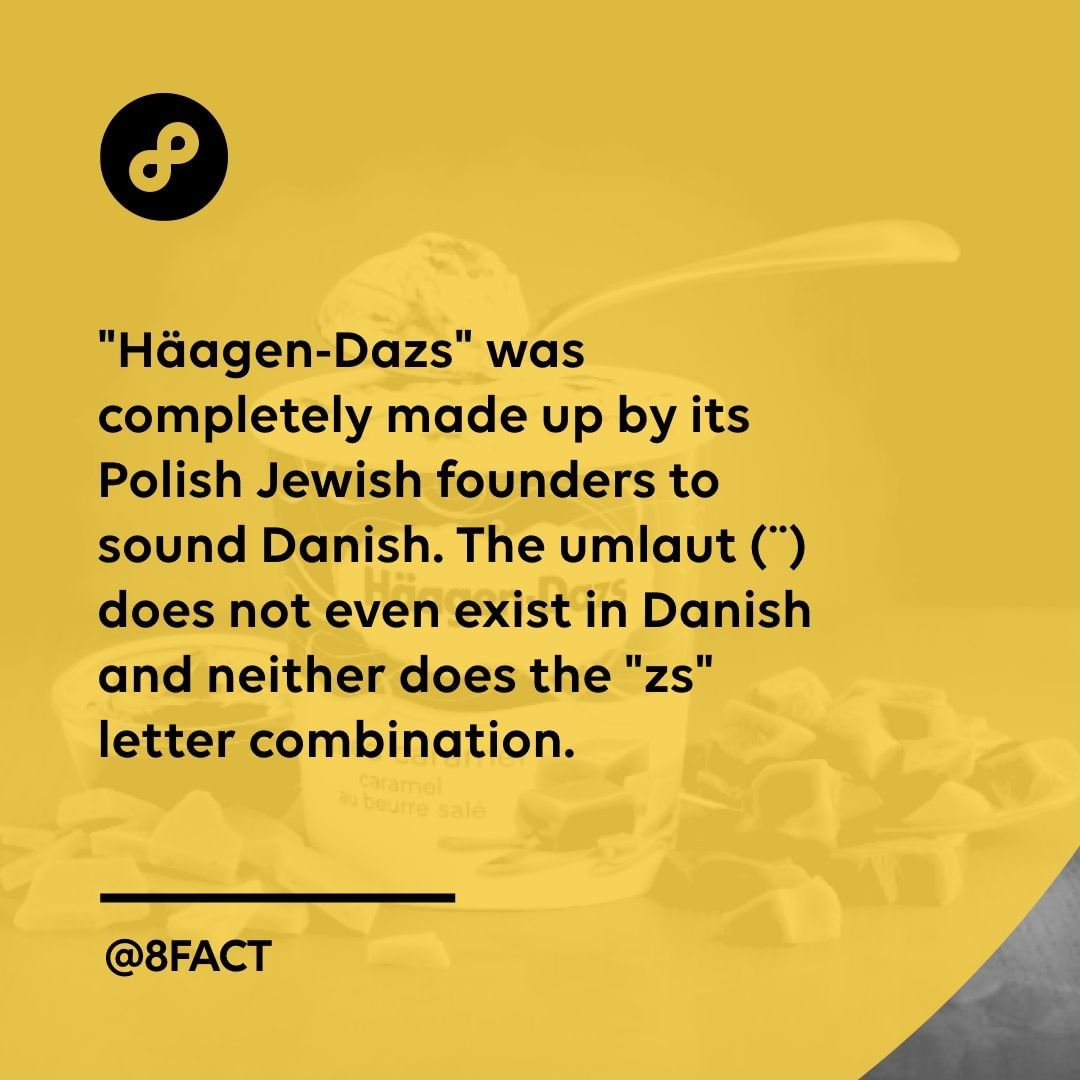 "Häagen-Dazs" was
completely made up by its
Polish Jewish founders to
sound Danish. The umlaut (¨)
does not even exist in Danish
and neither does the "zs"
letter combination.
Häagen-Dazs
caramel
caramel
au beurre salé
@8FACT